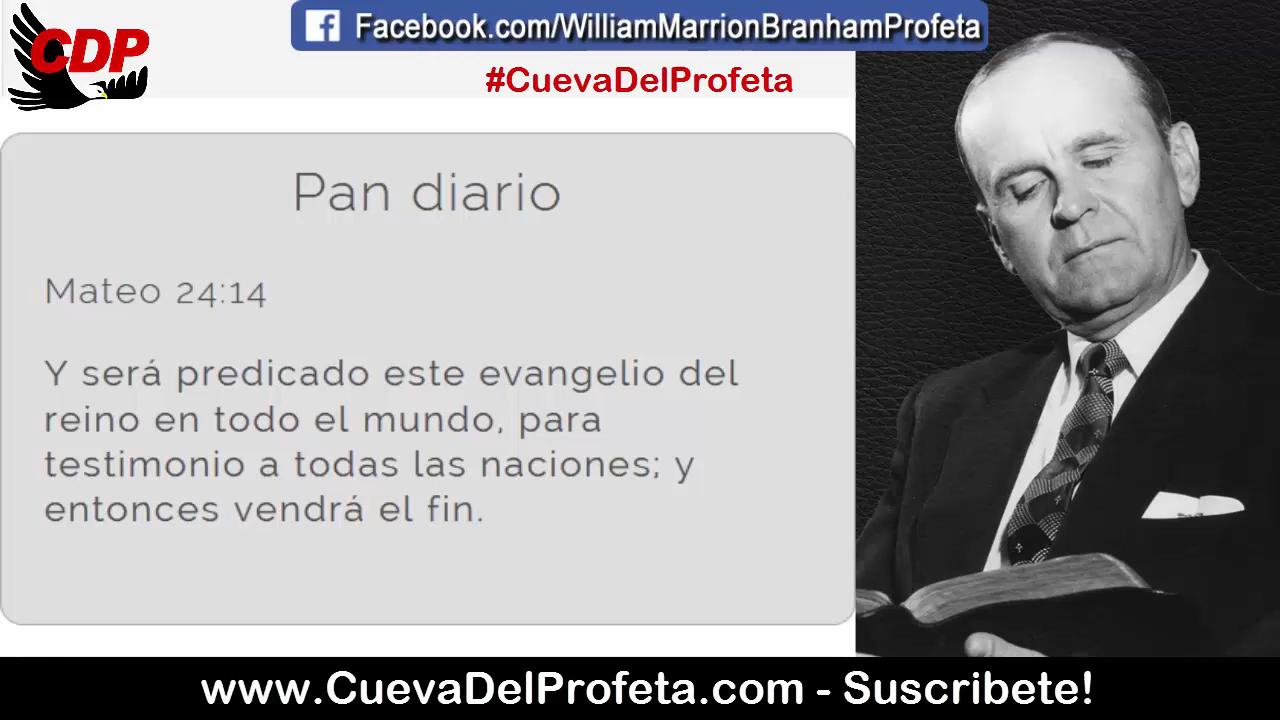 CDP
Facebook.com/WilliamMarrionBranhamProfeta
#CuevaDelProfeta
Pan diario
Mateo 24:14
Y será predicado este evangelio del
reino en todo el mundo, para
testimonio a todas las naciones; y
entonces vendrá el fin.
www.CuevaDelProfeta.com - Suscribete!